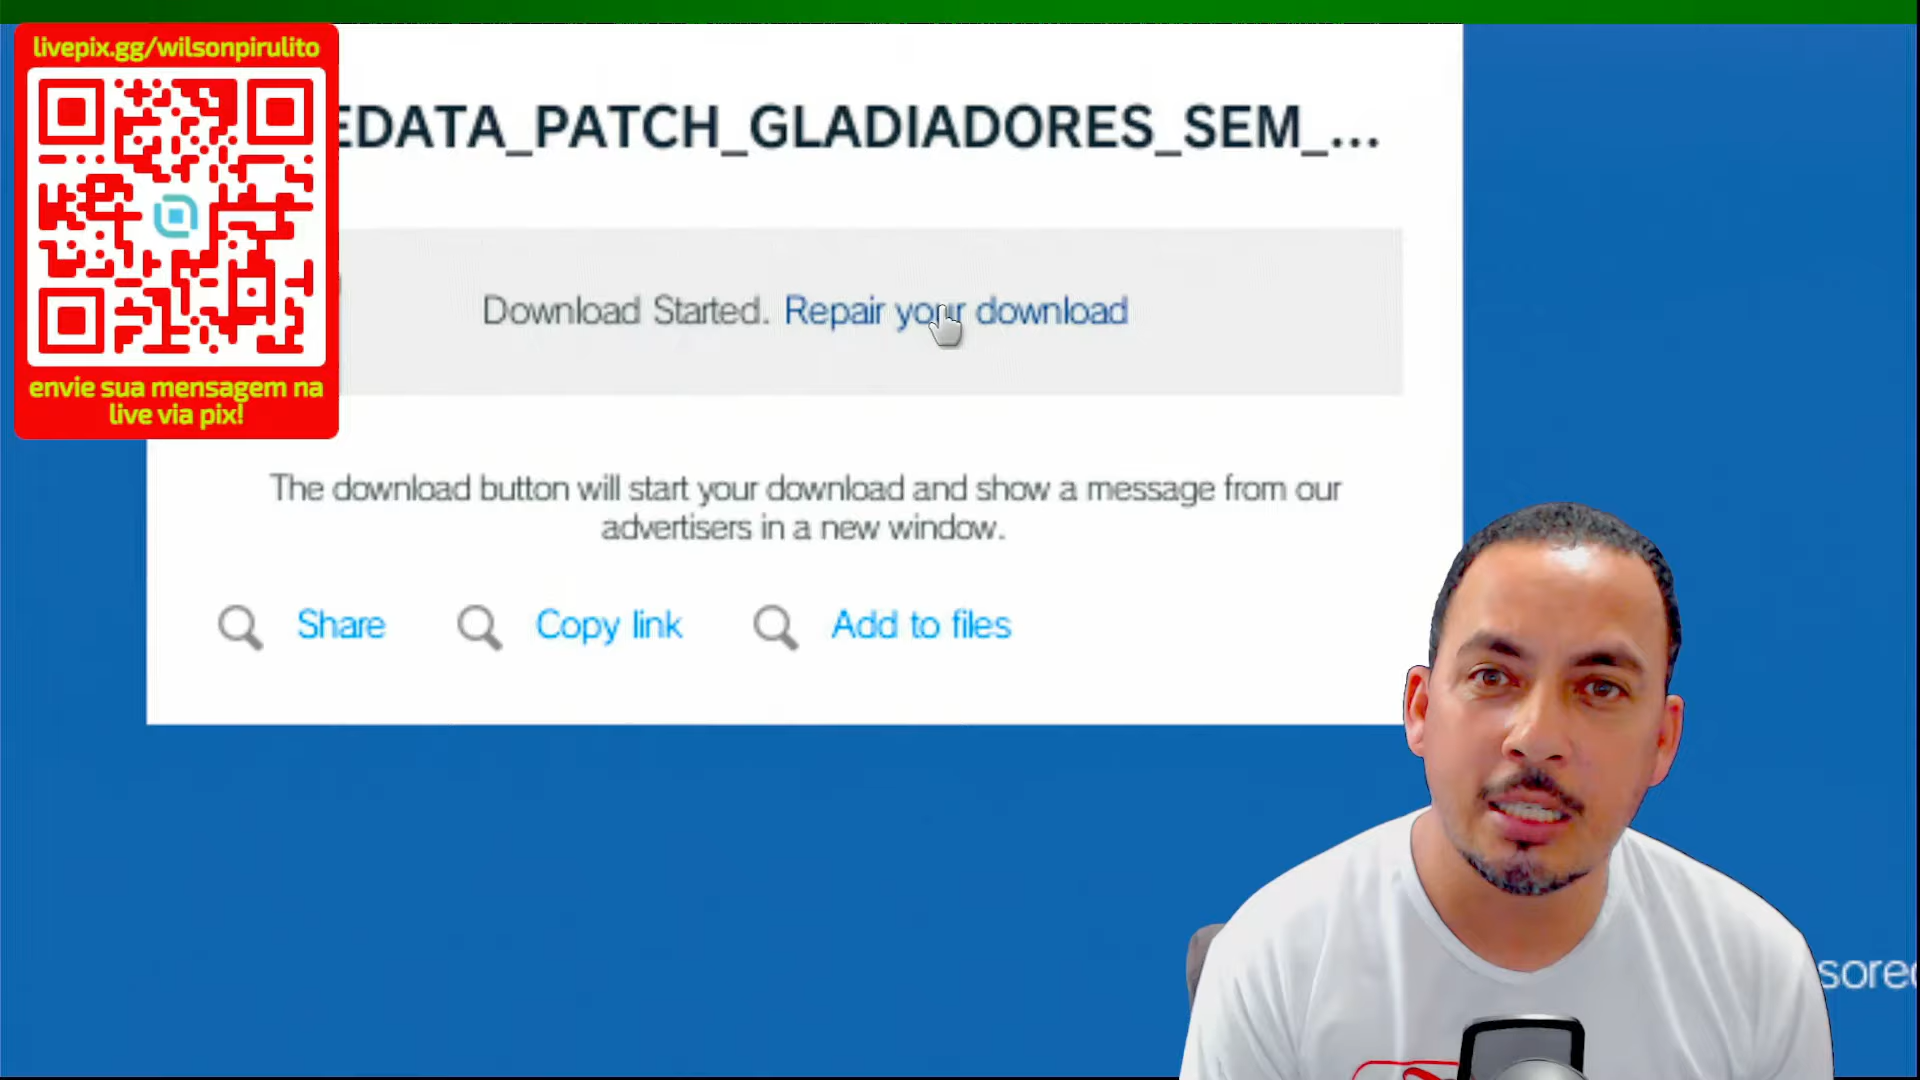 livepix.gg/wilsonpirulito
EDATA_PATCH_GLADIADORES_SEM_...
Download Started. Repair your download
envie sua mensagem na
live via pix!
The download button will start your download and show a message from our
advertisers in a new window.
Share Copy link Add to files